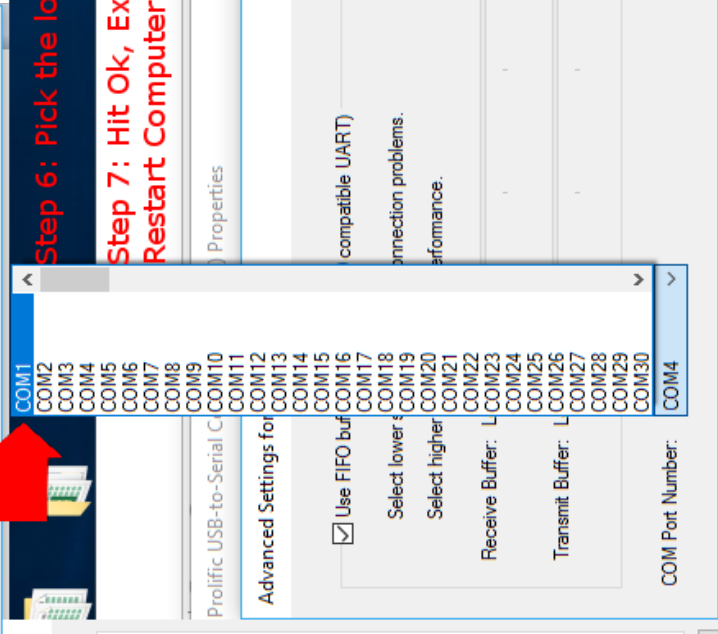 Step 6: Pick the lo
Step 7: Hit Ok, Ex
Restart Computer
Prolific USB-to-Serial Co
) Properties
Advanced Settings for
COM1
COM2
COM3
COM4
COM5
COM6
COM7
COM8
COM9
COM10
COM11
COM12
COM13
COM14
COM15
COM16
COM17
COM18
COM19
COM20
COM21
COM22
COM23
COM24
COM25
COM26
COM27
COM28
COM29
COM30
Use FIFO buf
compatible UART)
Select lower s
onnection problems.
Select higher
erformance.
Receive Buffer: L
Transmit Buffer: L
COM Port Number: COM4